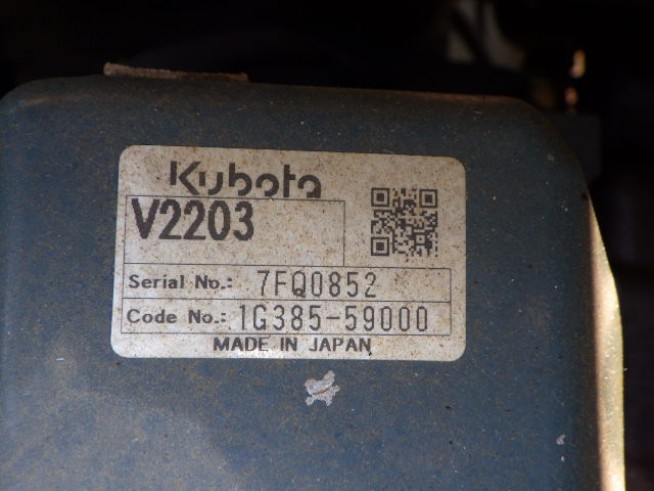 Kubota
V2203
Serial No.: 7FQ0852
Code No.: 1G385-59000
MADE IN JAPAN